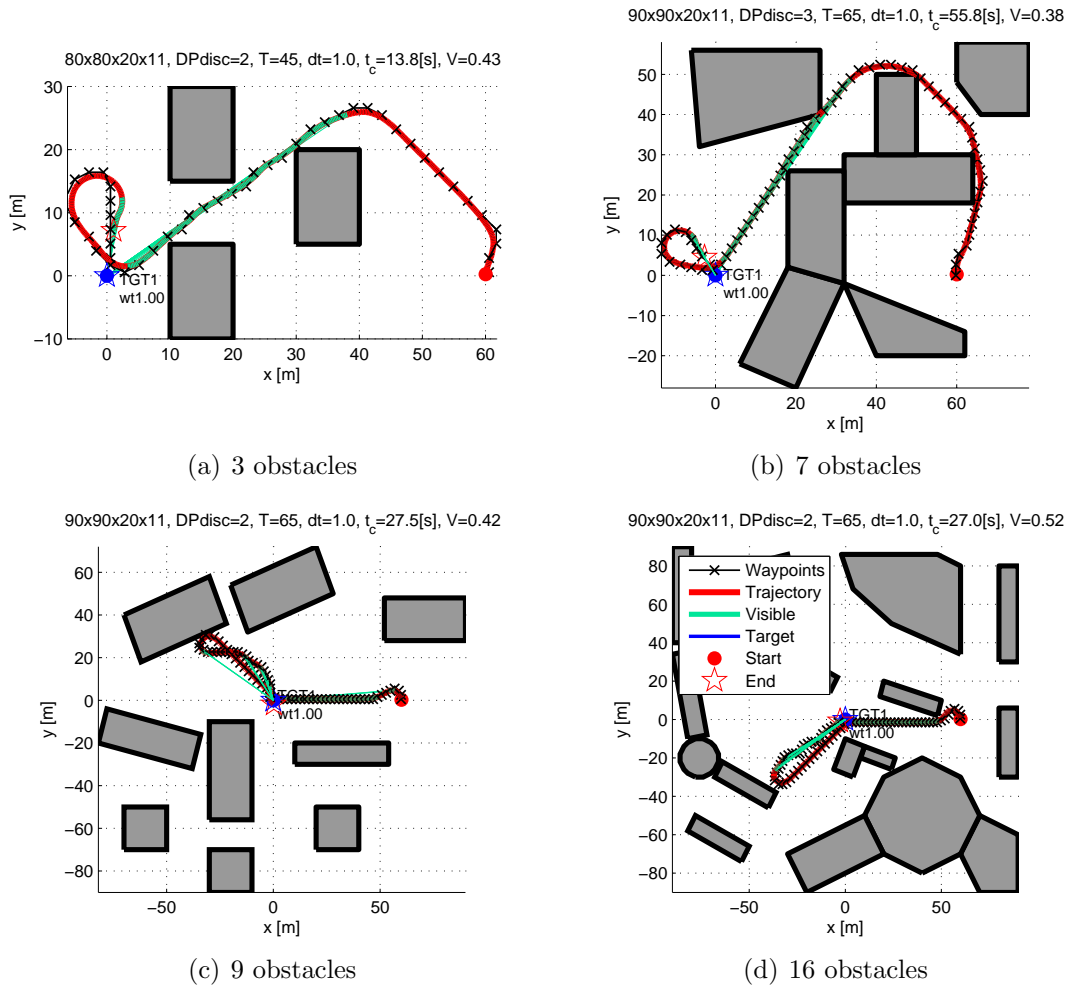 80x80x20x11, DPdisc=2, T=45, dt=1.0, t_c=13.8[s], V=0.43
30
20
10
0
−10
y [m]
TGT1
wt1.00
0 10 20 30 40 50 60
x [m]
(a) 3 obstacles
90x90x20x11, DPdisc=3, T=65, dt=1.0, t_c=55.8[s], V=0.38
50
40
30
20
10
0
−10
−20
y [m]
TGT1
wt1.00
0 20 40 60
x [m]
(b) 7 obstacles
90x90x20x11, DPdisc=2, T=65, dt=1.0, t_c=27.5[s], V=0.42
60
40
20
0
−20
−40
−60
−80
y [m]
TGT1
wt1.00
−50 0 50
x [m]
(c) 9 obstacles
90x90x20x11, DPdisc=2, T=65, dt=1.0, t_c=27.0[s], V=0.52
80
60
40
20
0
−20
−40
−60
−80
y [m]
Waypoints
Trajectory
Visible
Target
Start
End
TGT1
wt1.00
−50 0 50
x [m]
(d) 16 obstacles